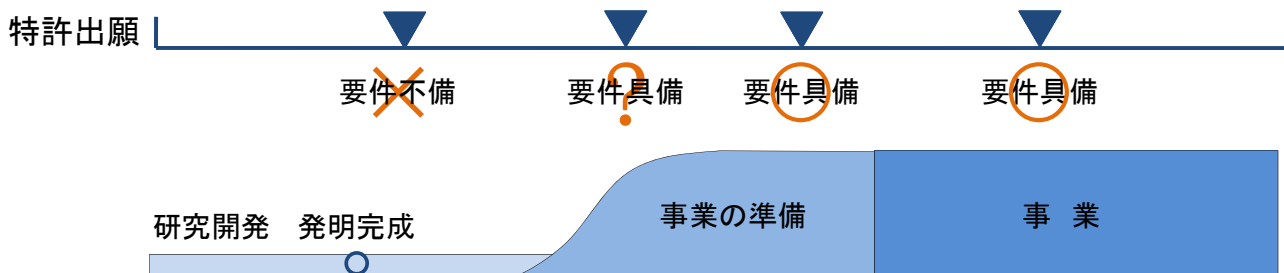 特許出願
要件不備 要件具備 要件具備 要件具備
?
研究開発 発明完成 事業の準備 事 業